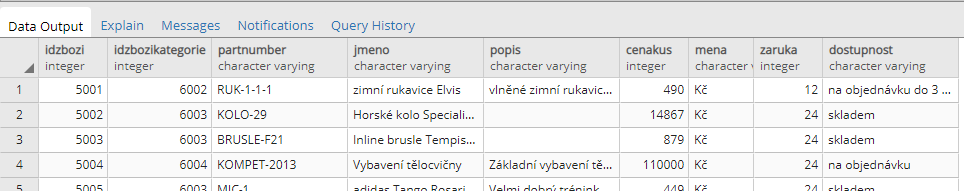 Data Output Explain Messages Notifications Query History
idzbozi idzbozikategorie partnumber jmeno popis cenakus mena zaruka dostupnost
integer integer character varying character varying character varying integer character v integer character varying
1 5001 6002 RUK-1-1-1 zimní rukavice Elvis vlněné zimní rukavic... 490 Kč 12 na objednávku do 3 ...
2 5002 6003 KOLO-29 Horské kolo Speciali... 14867 Kč 24 skladem
3 5003 6003 BRUSLE-F21 Inline brusle Tempis... 879 Kč 24 skladem
4 5004 6004 KOMPET-2013 Vybavení tělocvičny Základní vybavení tě... 110000 Kč 24 na objednávku
5 5005 6003 MIC-1 adidas Tango Rosari... Velmi dobrý trénink... 449 Kč 24 skladem